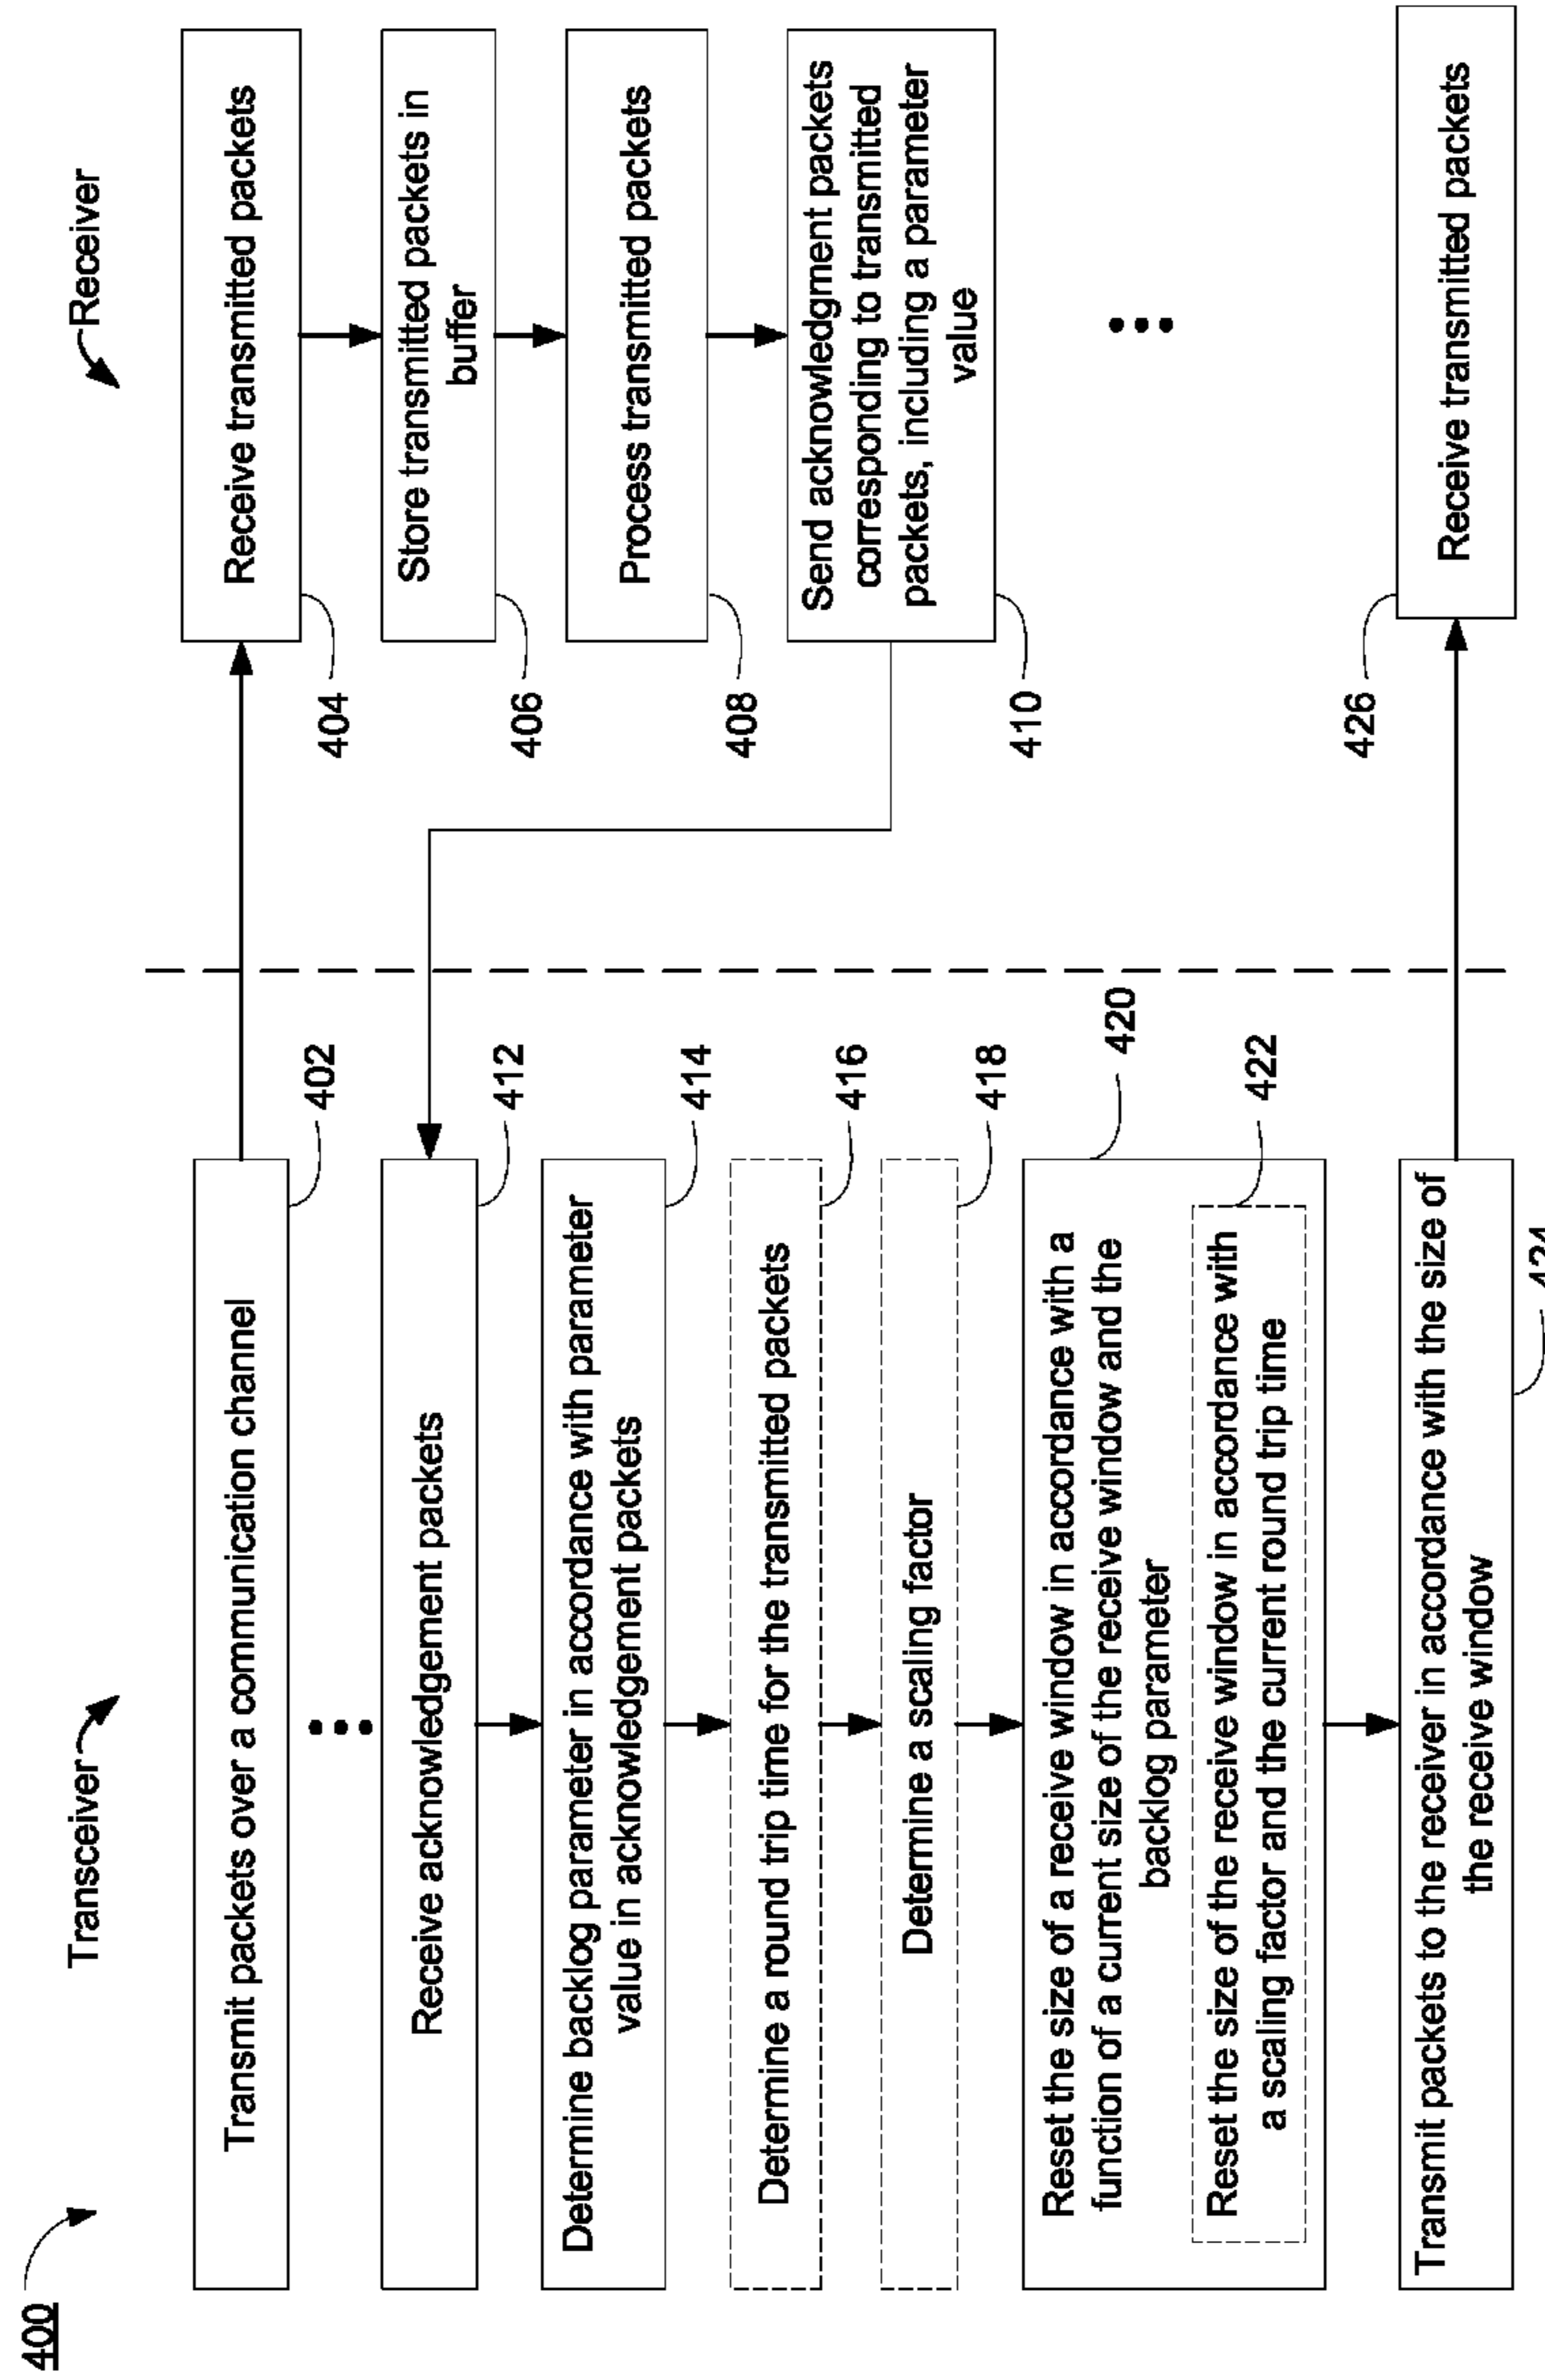 400
Transceiver
Receiver
Transmit packets over a communication channel
402
Receive transmitted packets
404
Store transmitted packets in
buffer
406
Process transmitted packets
408
Send acknowledgment packets
corresponding to transmitted
packets, including a parameter
value
410
Receive acknowledgement packets
412
Determine backlog parameter in accordance with parameter
value in acknowledgement packets
414
Determine a round trip time for the transmitted packets
416
Determine a scaling factor
418
Reset the size of a receive window in accordance with a
function of a current size of the receive window and the
backlog parameter
420
Reset the size of the receive window in accordance with
a scaling factor and the current round trip time
422
Transmit packets to the receiver in accordance with the size of
the receive window
424
Receive transmitted packets
426